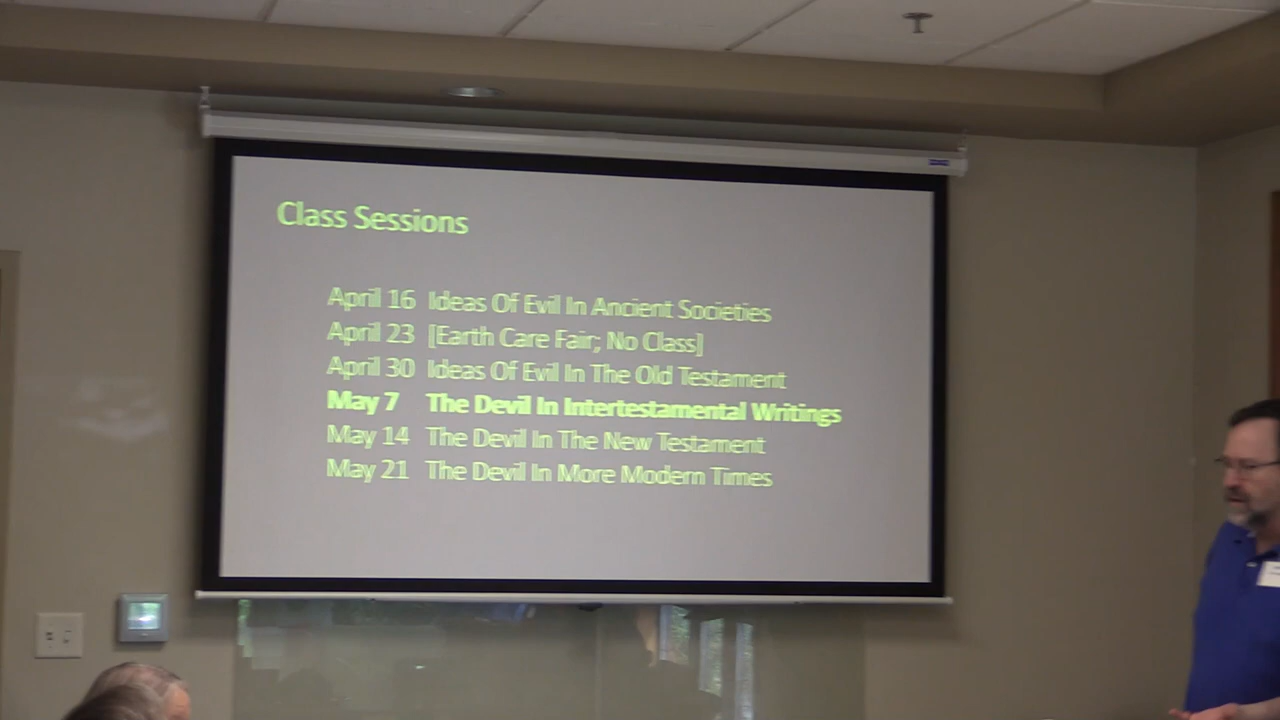 Class Sessions
April 16 Ideas Of Evil In Ancient Societies
April 23 [Earth Care Fair; No Class]
April 30 Ideas Of Evil In The Old Testament
May 7 The Devil In Intertestamental Writings
May 14 The Devil In The New Testament
May 21 The Devil In More Modern Times